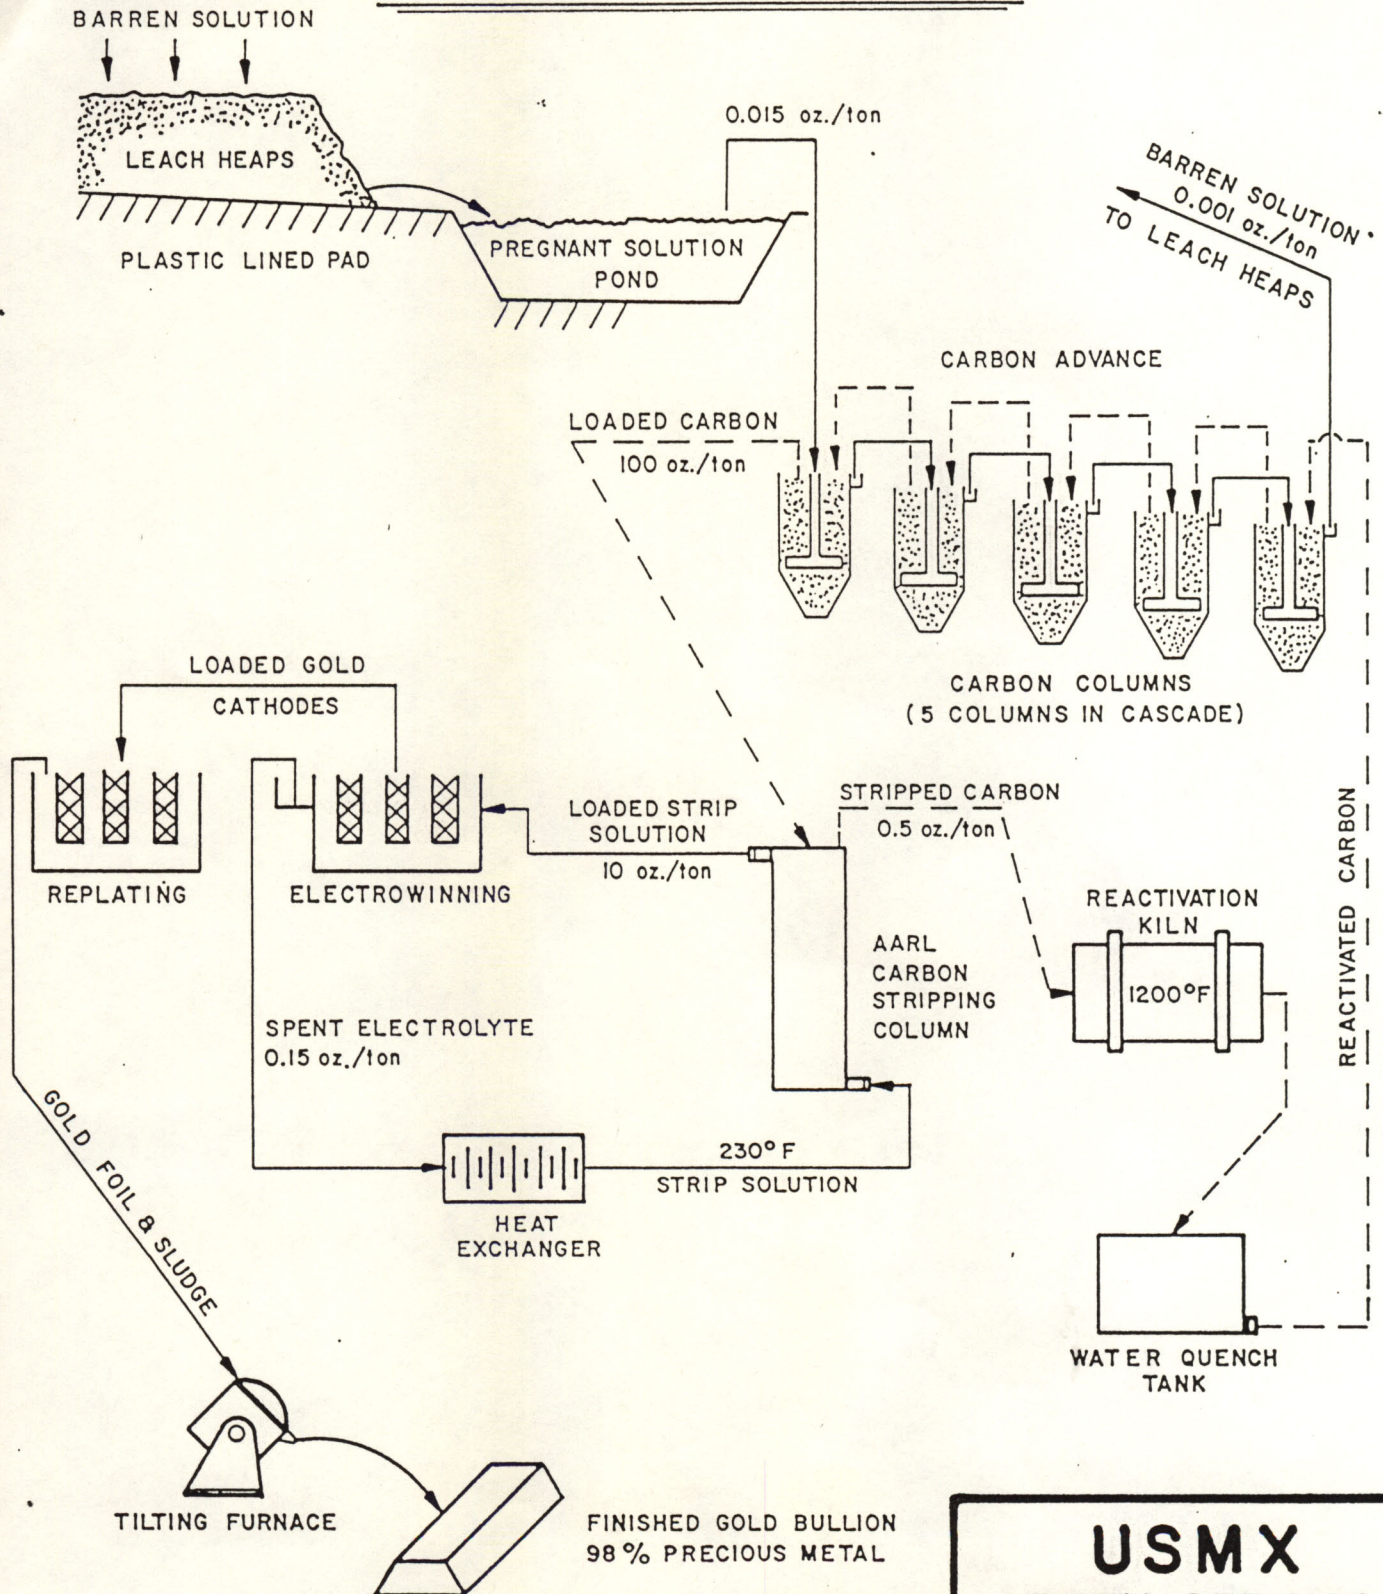 BARREN SOLUTION
LEACH HEAPS
PLASTIC LINED PAD
PREGNANT SOLUTION
POND
0.015 oz./ton
BARREN SOLUTION
0.001 oz./ton
TO LEACH HEAPS
CARBON ADVANCE
LOADED CARBON
100 oz./ton
CARBON COLUMNS
(5 COLUMNS IN CASCADE)
LOADED GOLD
CATHODES
REPLATING
ELECTROWINNING
LOADED STRIP
SOLUTION
10 oz./ton
STRIPPED CARBON
0.5 oz./ton
AARL
CARBON
STRIPPING
COLUMN
REACTIVATION
KILN
1200°F
REACTIVATED CARBON
SPENT ELECTROLYTE
0.15 oz./ton
230°F
STRIP SOLUTION
HEAT
EXCHANGER
GOLD FOIL & SLUDGE
WATER QUENCH
TANK
TILTING FURNACE
FINISHED GOLD BULLION
98% PRECIOUS METAL
USMX